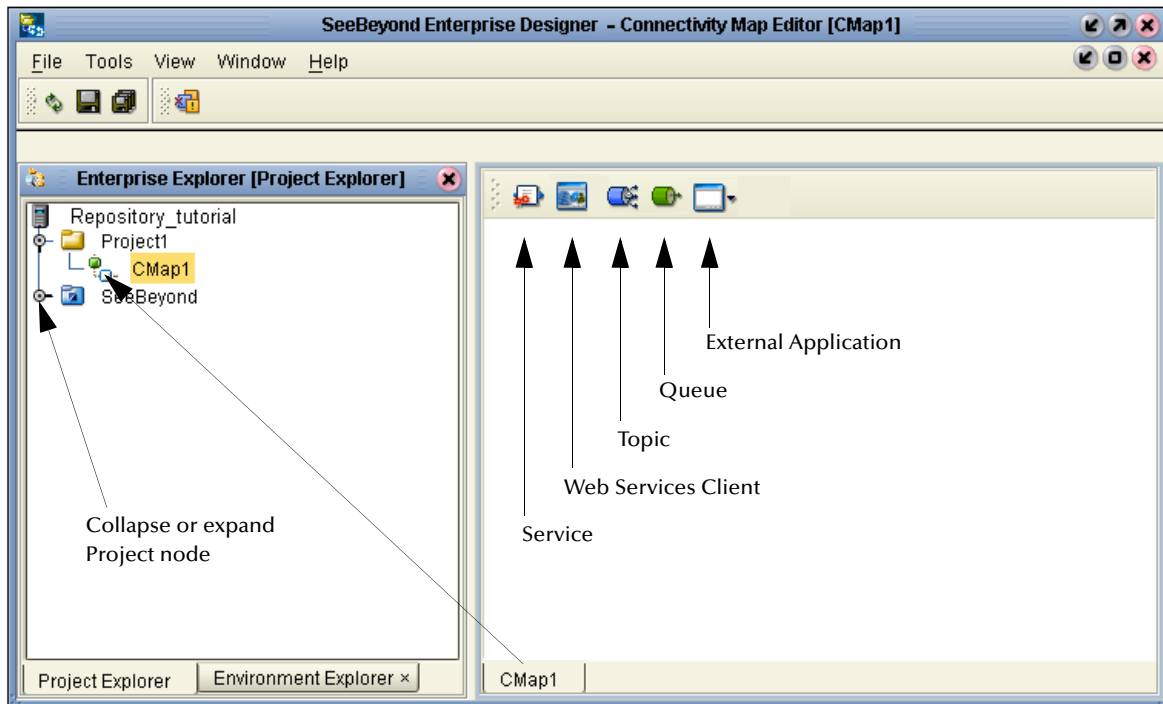 SeeBeyond Enterprise Designer - Connectivity Map Editor [CMap1]
File Tools View Window Help
Enterprise Explorer [Project Explorer]
Repository_tutorial
Project1
CMap1
SeeBeyond
External Application
Queue
Topic
Web Services Client
Service
Collapse or expand
Project node
Project Explorer
Environment Explorer ×
CMap1